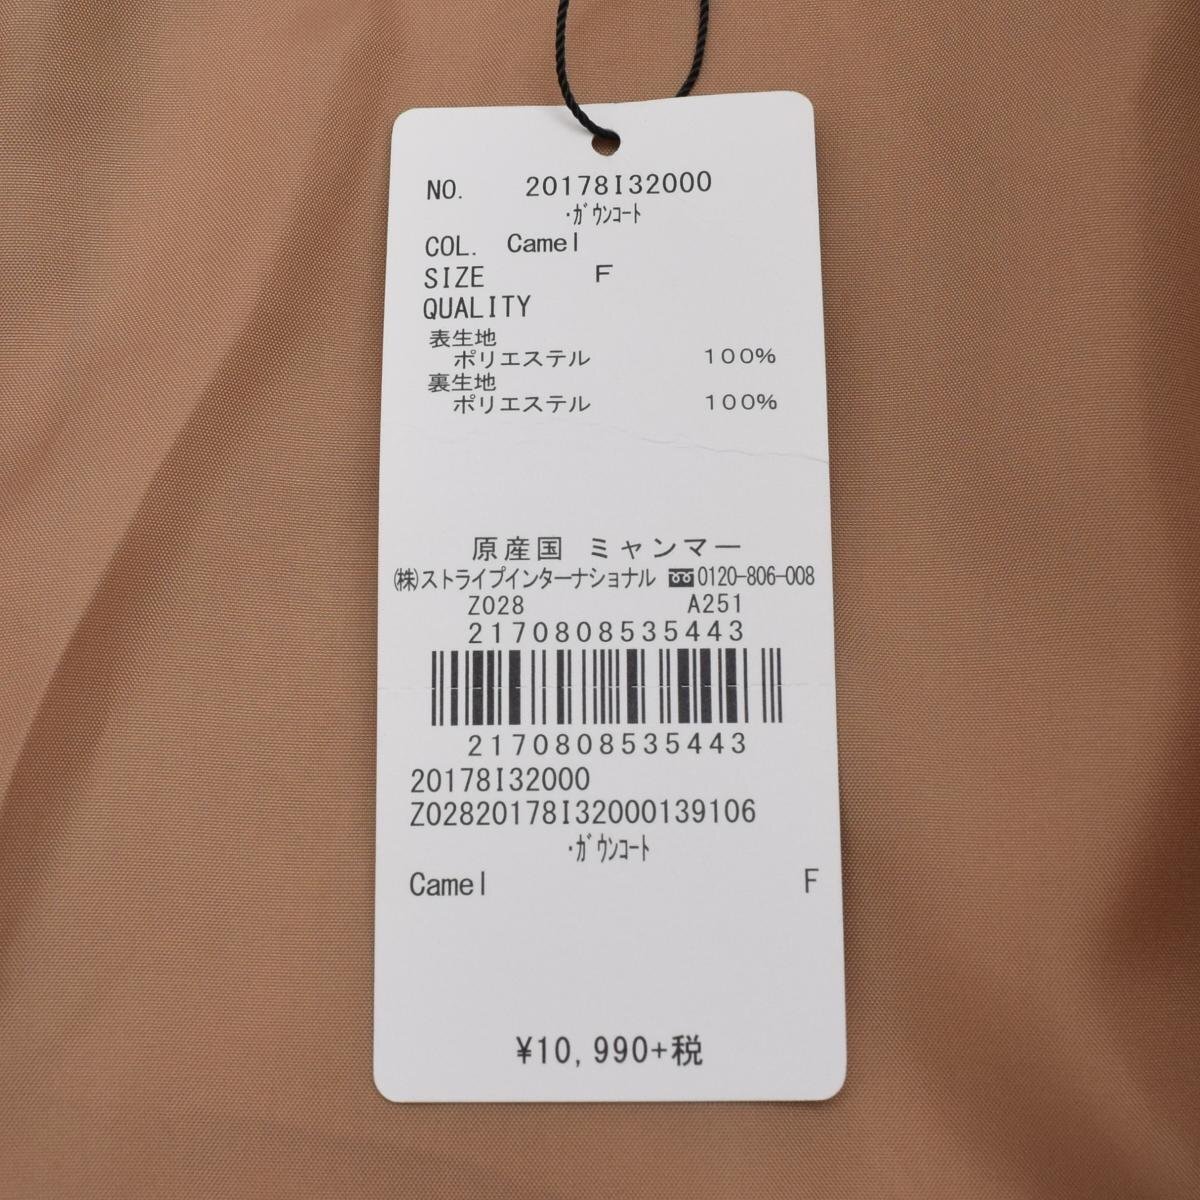 NO. 20178I32000
・ｶﾞｳﾝｺｰﾄ
COL. Camel
SIZE F
QUALITY
表生地
ポリエステル 100%
裏生地
ポリエステル 100%
原産国 ミャンマー
㈱ストライプインターナショナル 0120-806-008
Z028 A251
2170808535443
2170808535443
20178I32000
Z02820178I32000139106
・ｶﾞｳﾝｺｰﾄ
Camel F
¥10,990+税